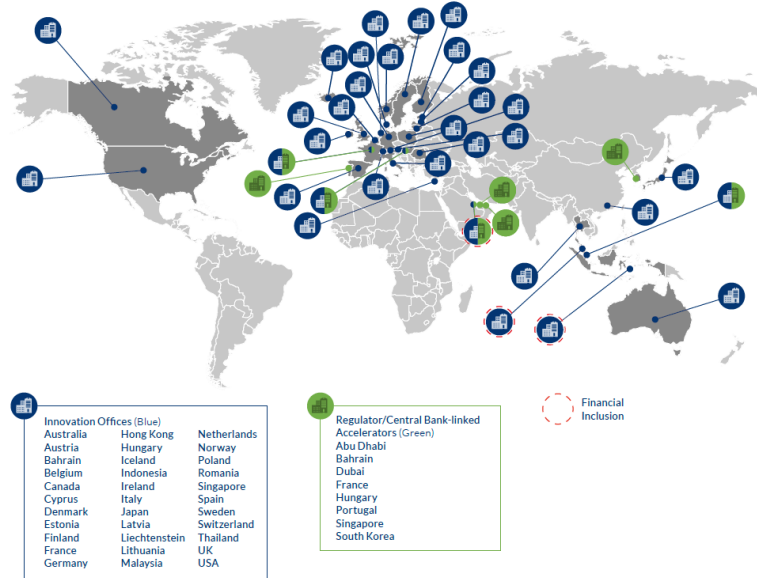 Innovation Offices (Blue)
Australia Hong Kong Netherlands
Austria Hungary Norway
Bahrain Iceland Poland
Belgium Indonesia Romania
Canada Ireland Singapore
Cyprus Italy Spain
Denmark Japan Sweden
Estonia Latvia Switzerland
Finland Liechtenstein Thailand
France Lithuania UK
Germany Malaysia USA
Regulator/Central Bank-linked
Accelerators (Green)
Abu Dhabi
Bahrain
Dubai
France
Hungary
Portugal
Singapore
South Korea
Financial
Inclusion